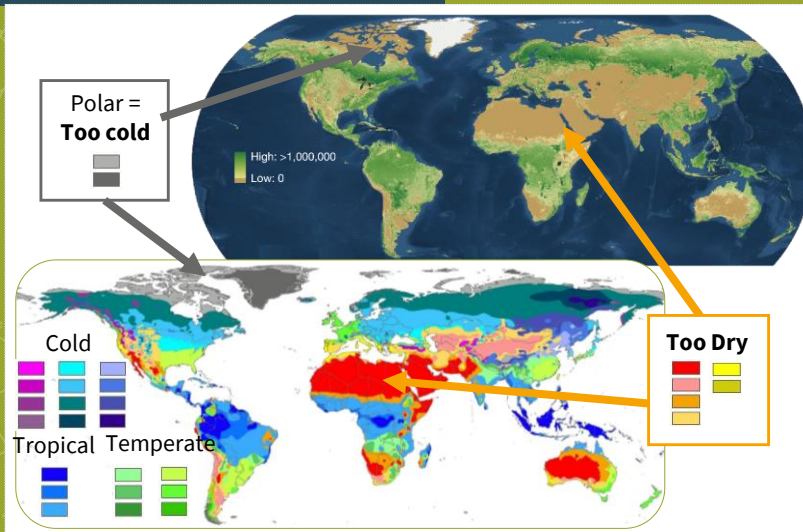 Polar =
Too cold
High: >1,000,000
Low: 0
Cold
Tropical
Temperate
Too Dry